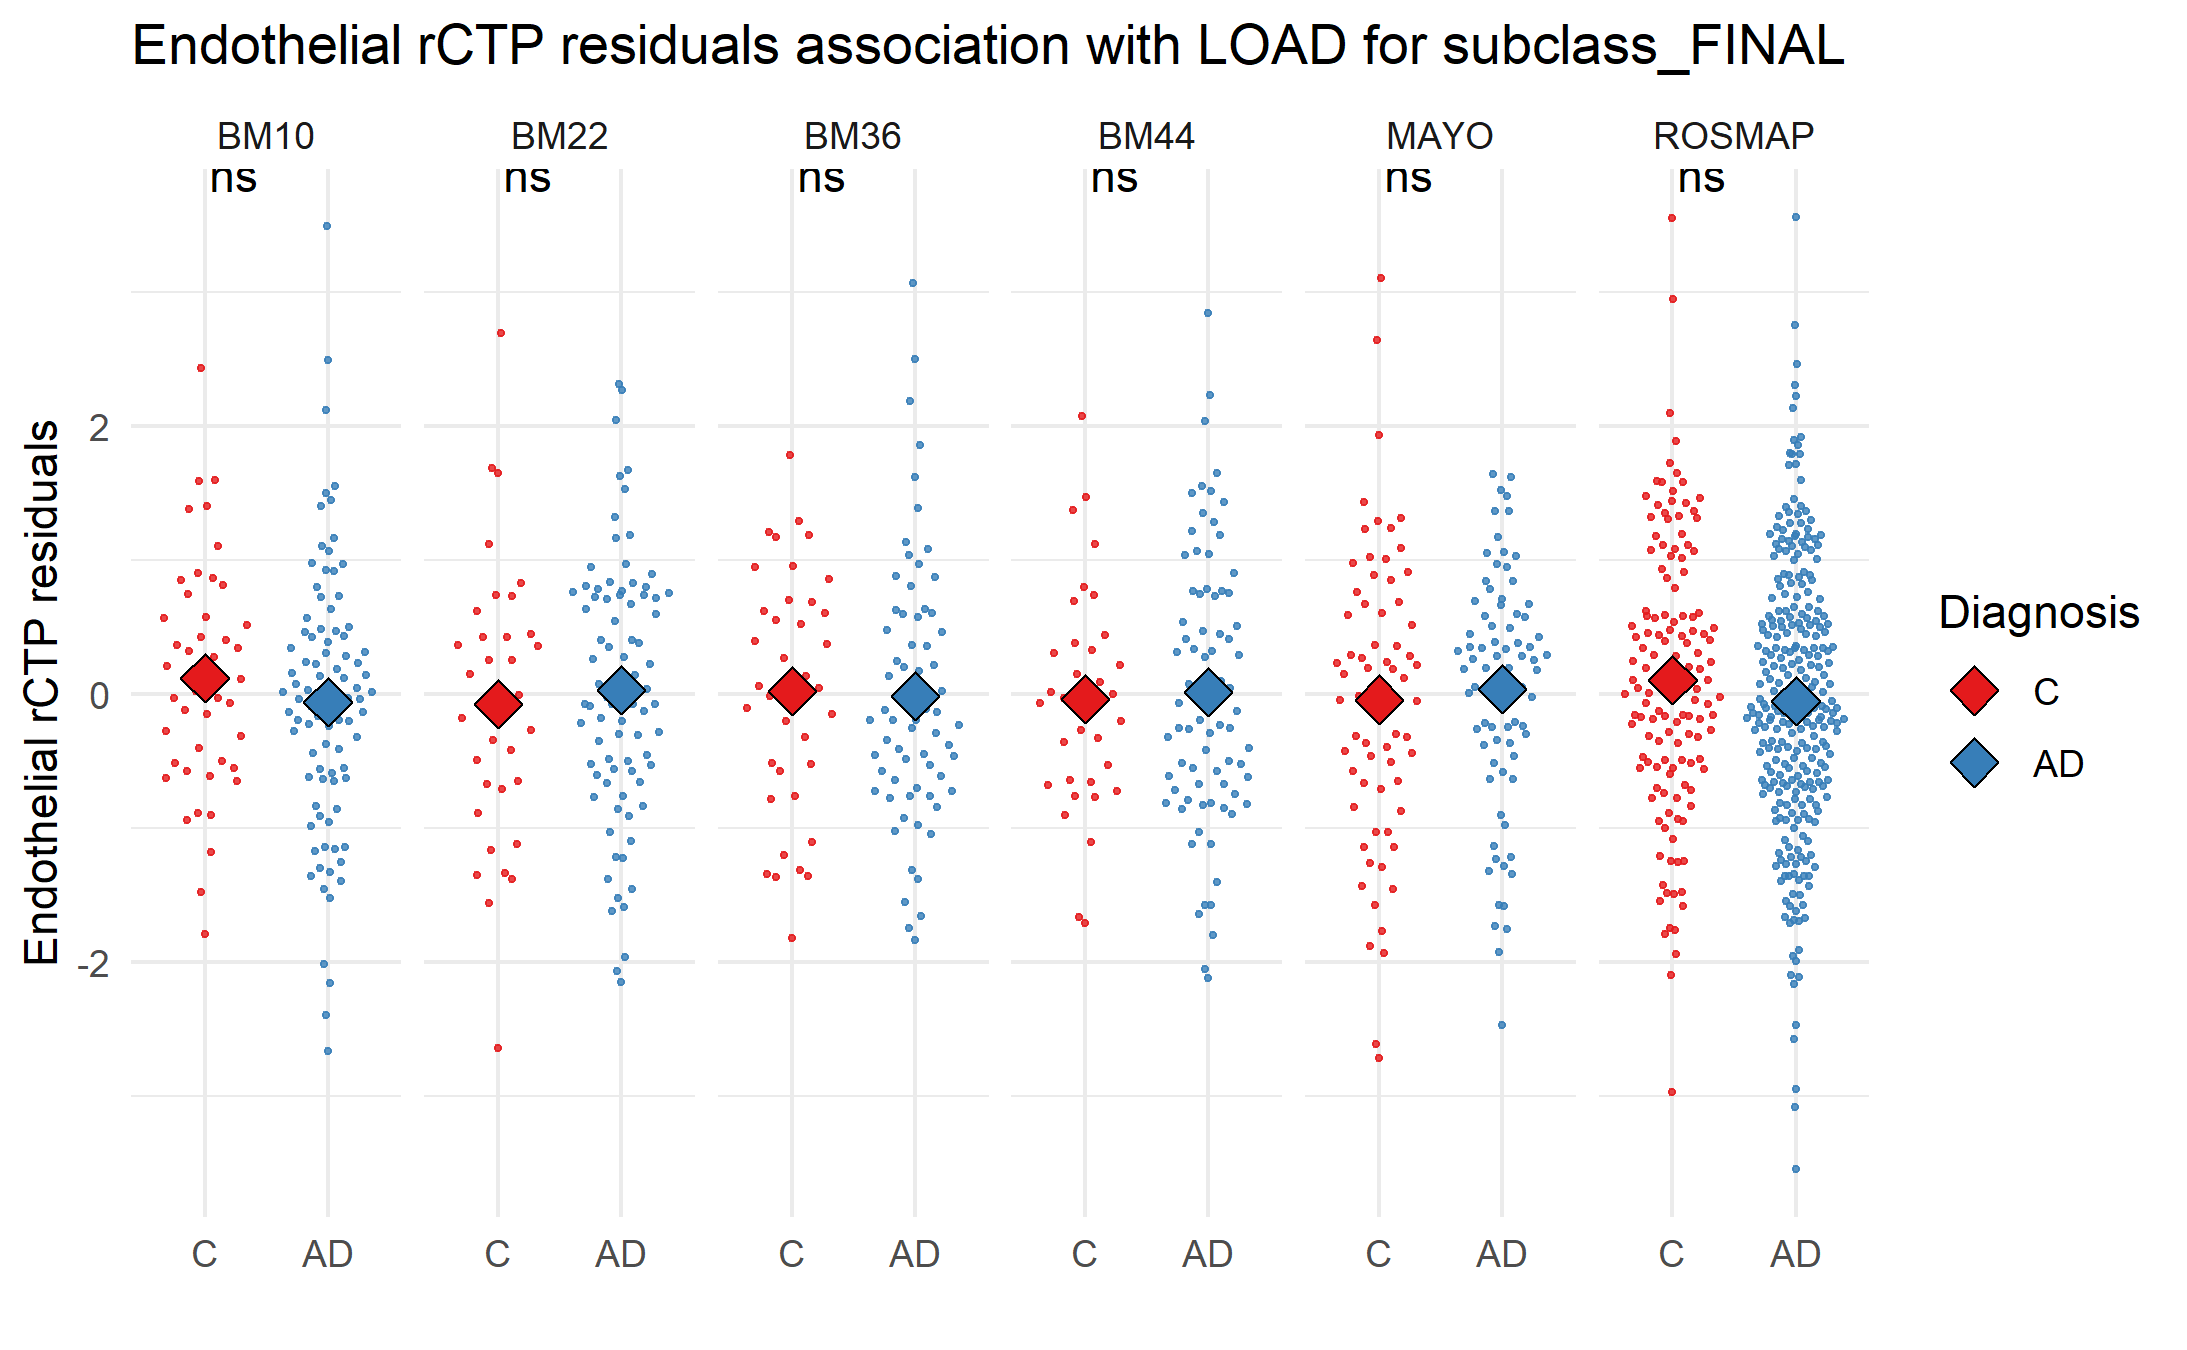 Endothelial rCTP residuals association with LOAD for subclass_FINAL
BM10 BM22 BM36 BM44 MAYO ROSMAP
ns ns ns ns ns ns
Endothelial rCTP residuals
2
0
-2
C AD C AD C AD C AD C AD C AD
Diagnosis
C
AD